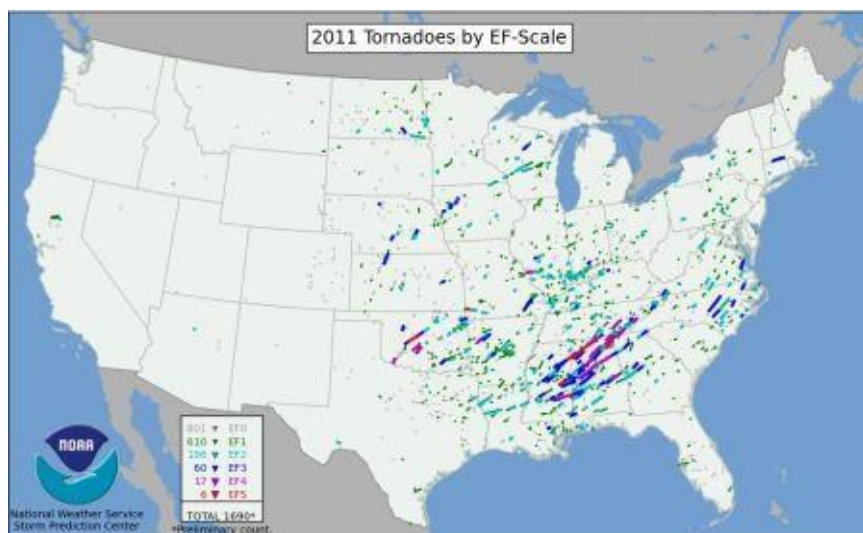 2011 Tornadoes by EF-Scale
801 ▼ EF0
610 ▼ EF1
196 ▼ EF2
60 ▼ EF3
17 ▼ EF4
6 ▼ EF5
TOTAL 1690*
*Preliminary count.
NOAA
National Weather Service
Storm Prediction Center